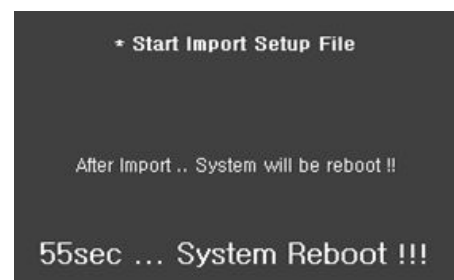 * Start Import Setup File
After Import .. System will be reboot !!
55sec ... System Reboot !!!